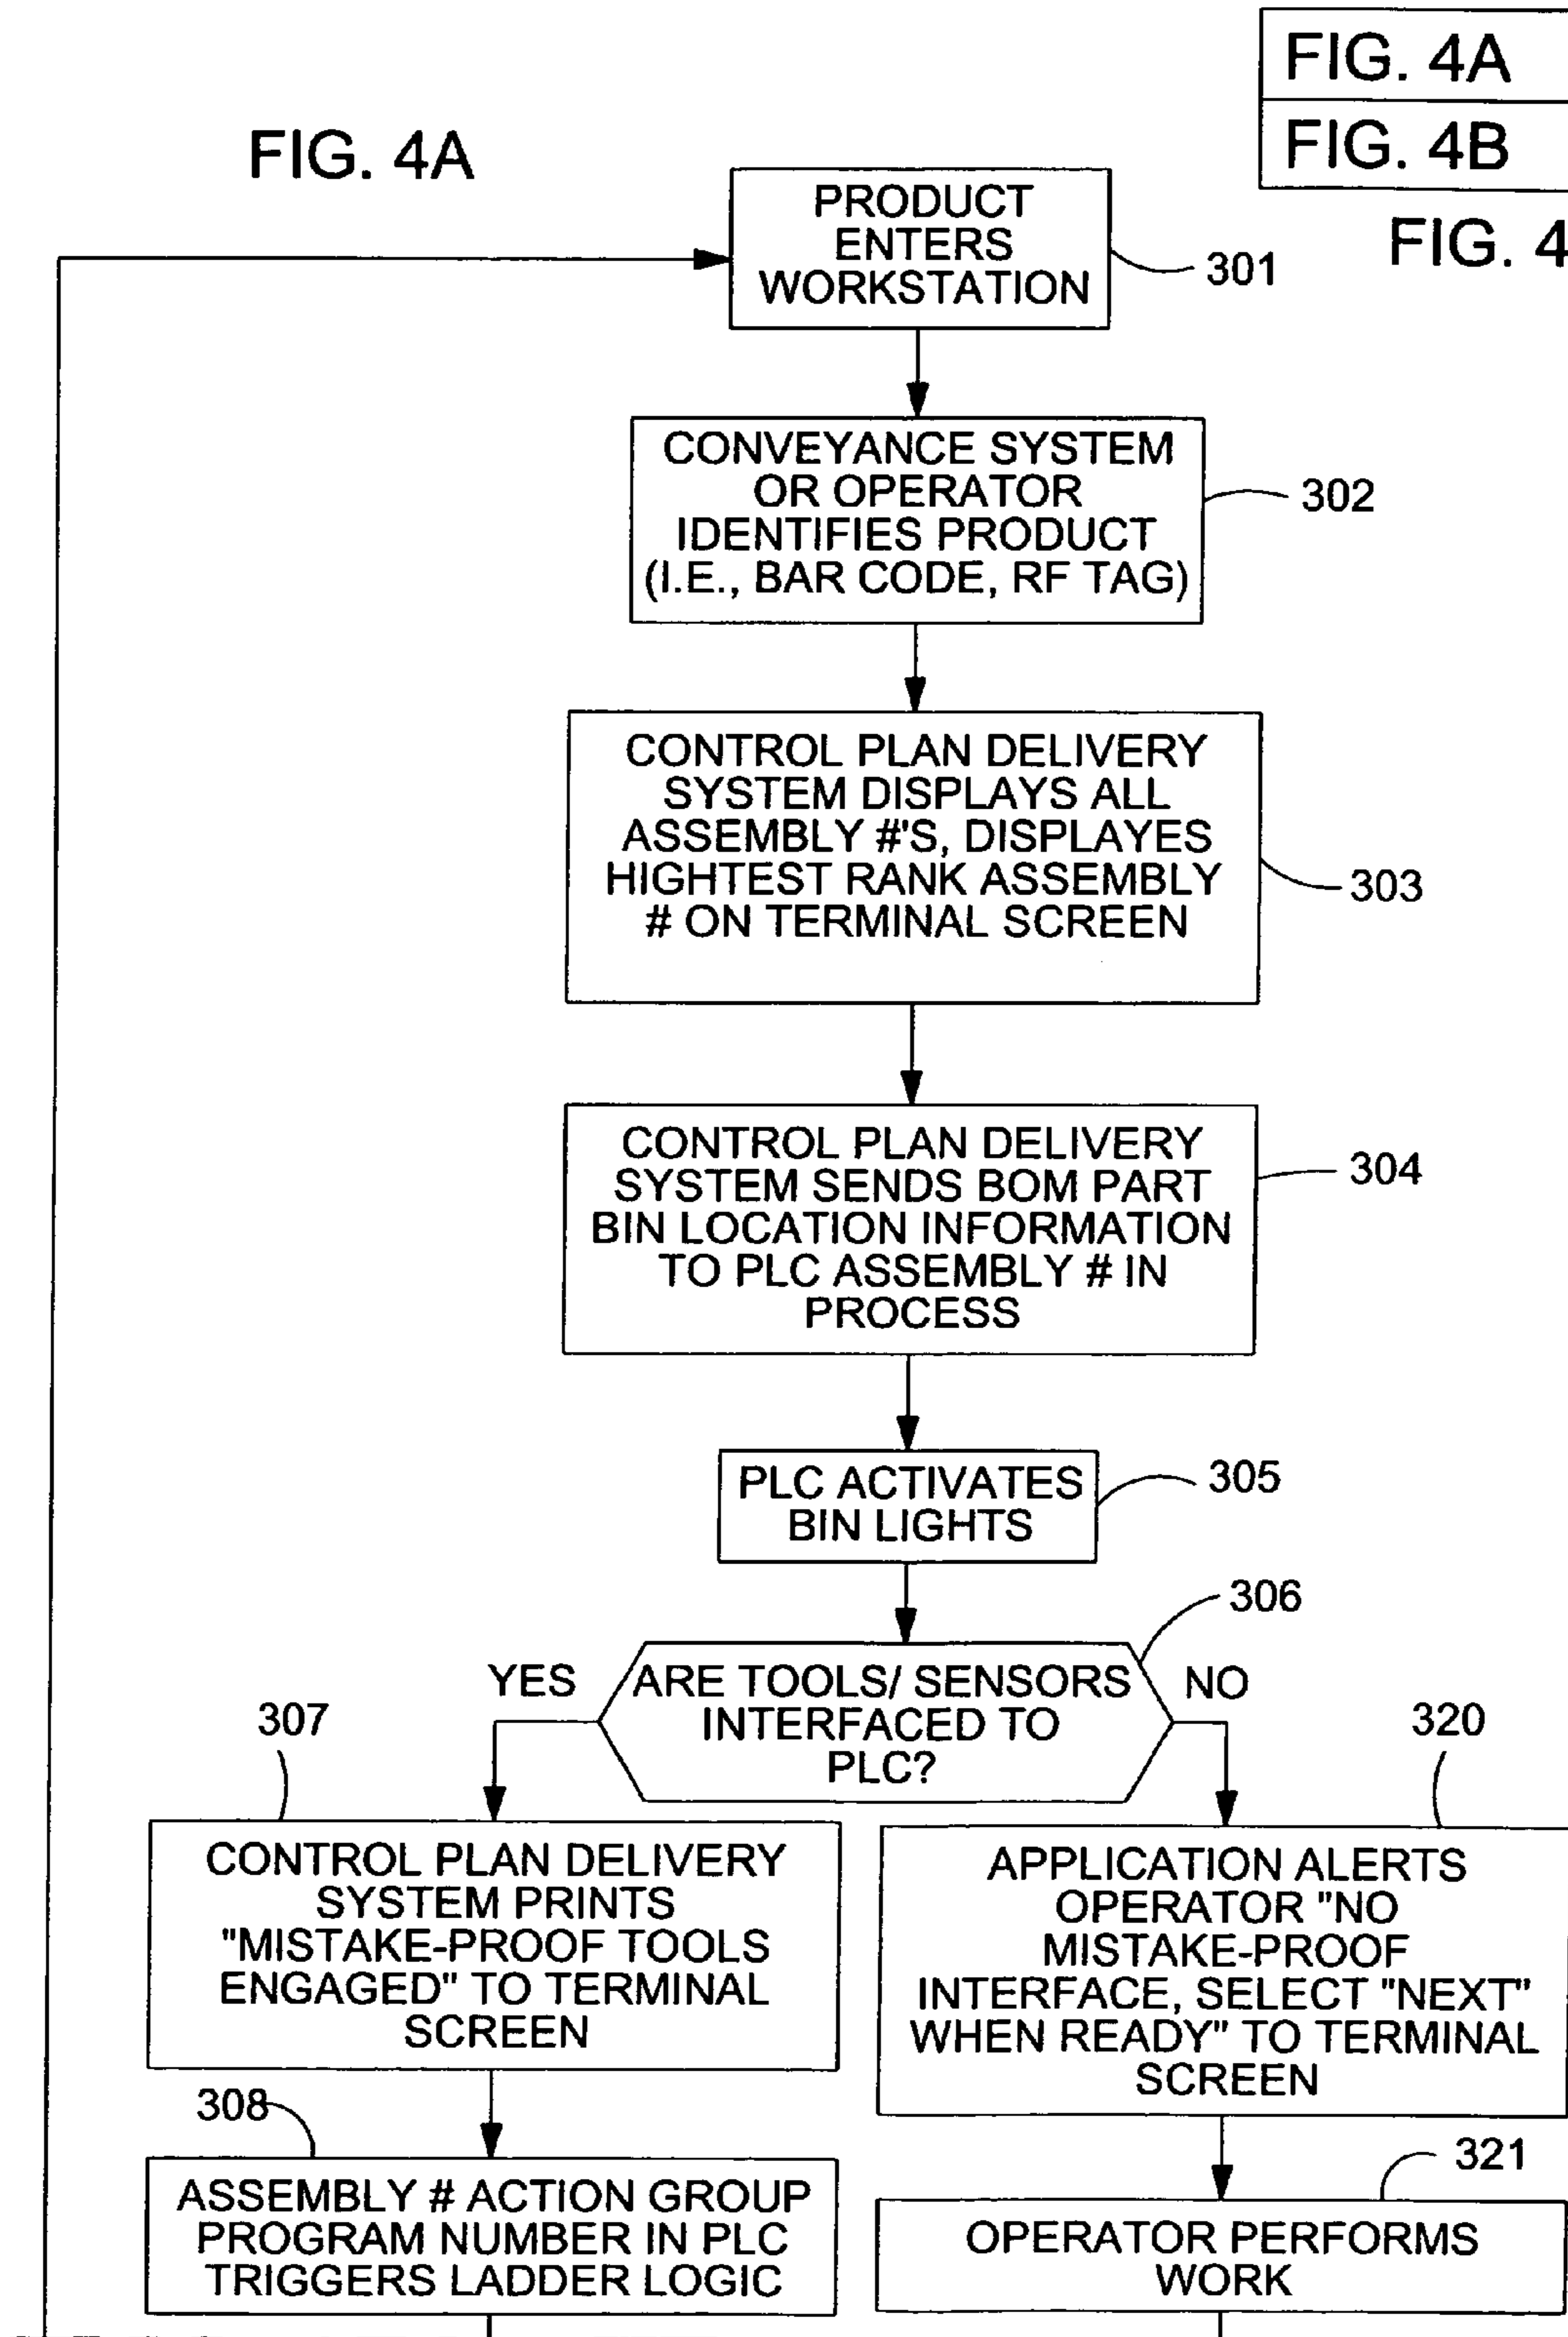 FIG. 4A
FIG. 4B
FIG. 4
FIG. 4A
PRODUCT
ENTERS
WORKSTATION
301
CONVEYANCE SYSTEM
OR OPERATOR
IDENTIFIES PRODUCT
(I.E., BAR CODE, RF TAG)
302
CONTROL PLAN DELIVERY
SYSTEM DISPLAYS ALL
ASSEMBLY #'S, DISPLAYES
HIGHTEST RANK ASSEMBLY
# ON TERMINAL SCREEN
303
CONTROL PLAN DELIVERY
SYSTEM SENDS BOM PART
BIN LOCATION INFORMATION
TO PLC ASSEMBLY # IN
PROCESS
304
PLC ACTIVATES
BIN LIGHTS
305
306
YES
ARE TOOLS/ SENSORS
INTERFACED TO
PLC?
NO
307
CONTROL PLAN DELIVERY
SYSTEM PRINTS
"MISTAKE-PROOF TOOLS
ENGAGED" TO TERMINAL
SCREEN
320
APPLICATION ALERTS
OPERATOR "NO
MISTAKE-PROOF
INTERFACE, SELECT "NEXT"
WHEN READY" TO TERMINAL
SCREEN
308
ASSEMBLY # ACTION GROUP
PROGRAM NUMBER IN PLC
TRIGGERS LADDER LOGIC
321
OPERATOR PERFORMS
WORK